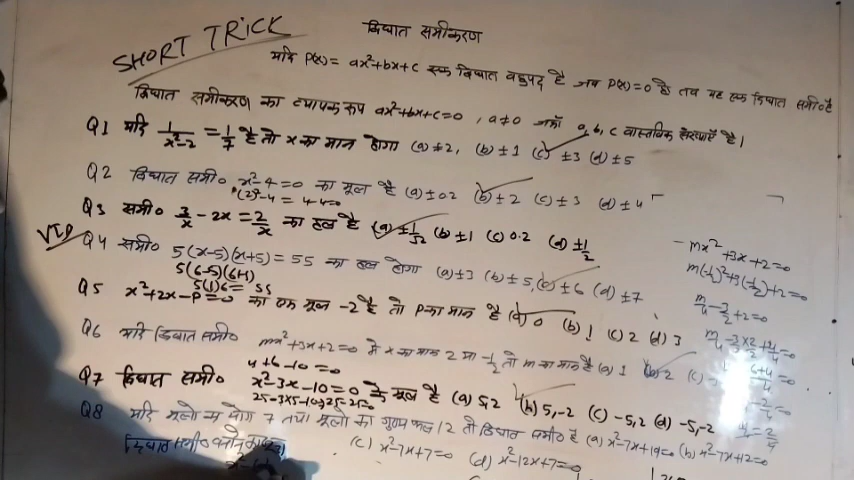 SHORT TRICK
द्विघात समीकरण
यदि P(x) = ax²+bx+c एक द्विघात बहुपद है जब P(x)=0 हो तब यह एक द्विघात समी० है
द्विघात समीकरण का व्यापक रूप ax²+bx+c=0, a≠0 जहाँ a,b,c वास्तविक संख्याएँ है।
Q1 यदि 1/x²-2 = 1/7 है तो x का मान होगा (a) ±2, (b) ±1 (c) ±3 (d) ±5
Q2 द्विघात समी० x²-4=0 का मूल है (a) ±02 (b) ±2 (c) ±3 (d) ±4
(2)²-4 = 4-4=0
Q3 समी० 3/x - 2x = 2/x का हल है (a) ±1/√2 (b) ±1 (c) 0.2 (d) ±1/2
VIP
Q4 समी० 5(x-5)(x+5) = 55 का हल होगा (a) ±3 (b) ±5, (c) ±6 (d) ±7
5(6-5)(6+1)
5(1)6 = 55
Q5 x²+2x-P=0 का एक मूल -2 है तो P का मान है (a) 0 (b) 1 (c) 2 (d) 3
Q6 यदि द्विघात समी० mx²+3x+2=0 में x का मान 2 या -1/2 तो m का मान है (a) 1 (b) 2 (c)
4+6-10=0
Q7 द्विघात समी० x²-3x-10=0 के मूल है (a) 5,2 (b) 5,-2 (c) -5,2 (d) -5,-2
25-3×5-10=25-25=0
Q8 यदि मूलों का योग 7 तथा मूलों का गुणनफल 12 तो द्विघात समी० है (a) x²-7x+19=0 (b) x²-7x+12=0
(c) x²-7x+7=0 (d) x²-12x+7=0
mx²+3x+2=0
m(-1/2)²+3(-1/2)+2=0
m/4 - 3/2 + 2=0